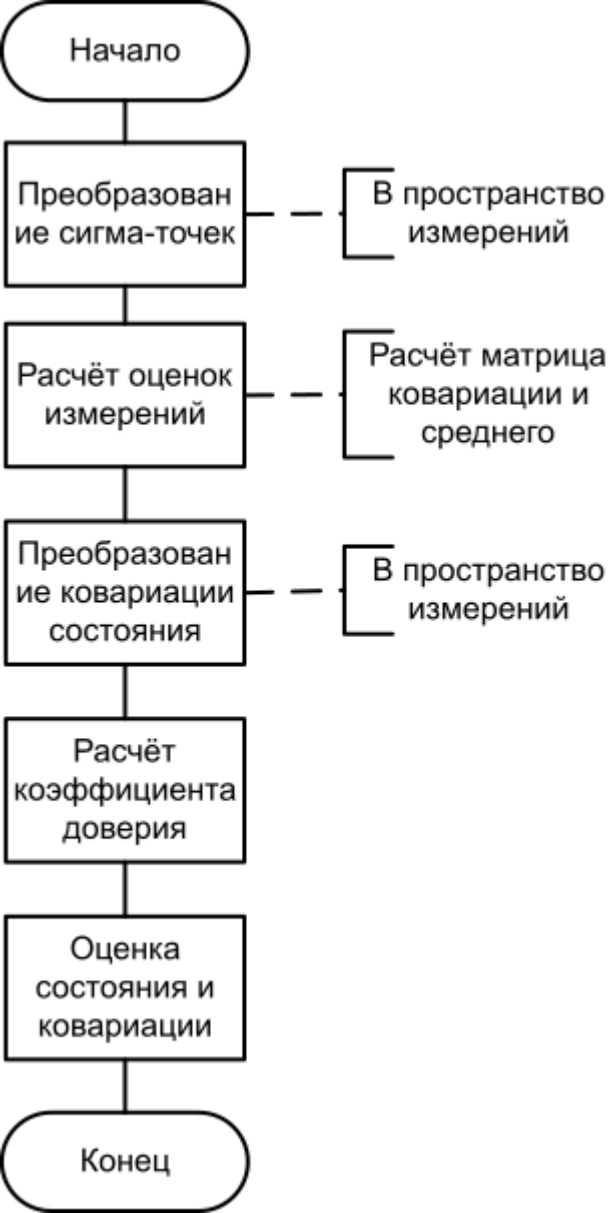 Начало
Преобразован
ие сигма-точек
В пространство
измерений
Расчёт оценок
измерений
Расчёт матрица
ковариации и
среднего
Преобразован
ие ковариации
состояния
В пространство
измерений
Расчёт
коэффициента
доверия
Оценка
состояния и
ковариации
Конец